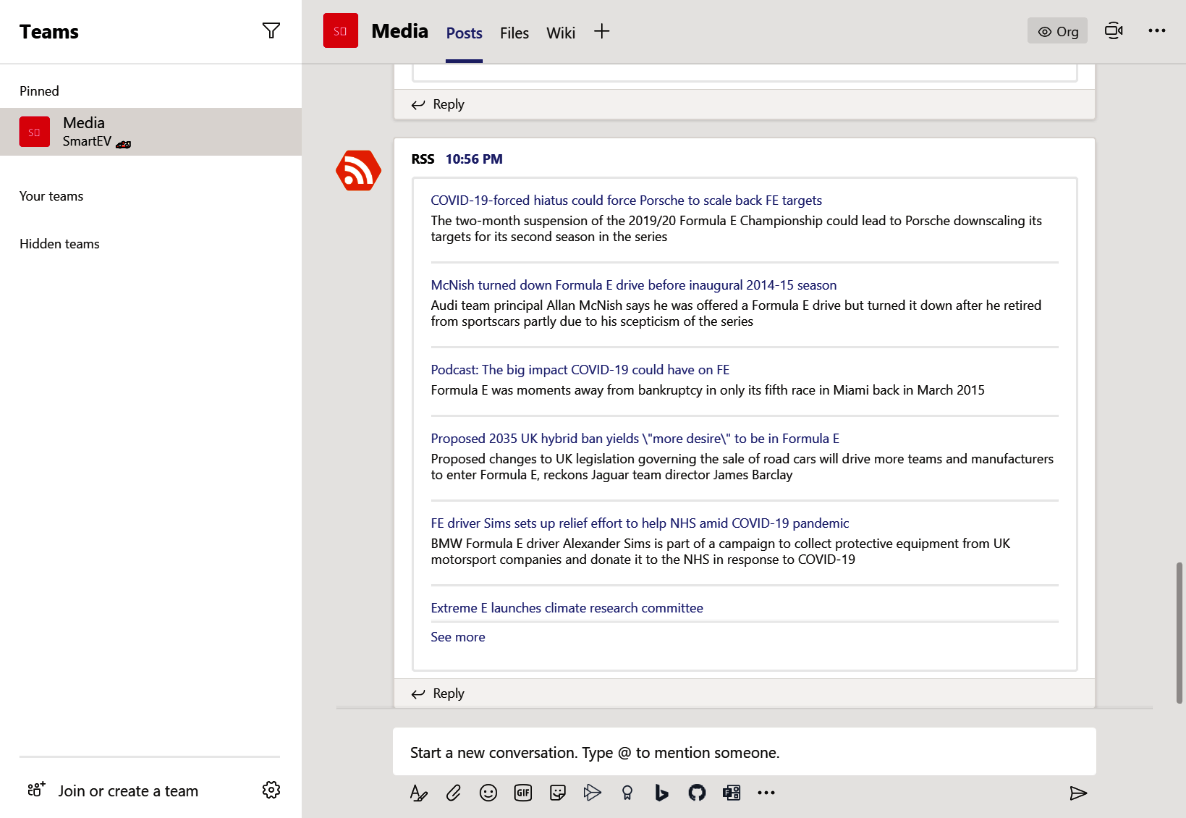 Teams
Pinned
Media
SmartEV
Your teams
Hidden teams
Join or create a team
Media
Posts
Files
Wiki
Org
Reply
RSS 10:56 PM
COVID-19-forced hiatus could force Porsche to scale back FE targets
The two-month suspension of the 2019/20 Formula E Championship could lead to Porsche downscaling its
targets for its second season in the series
McNish turned down Formula E drive before inaugural 2014-15 season
Audi team principal Allan McNish says he was offered a Formula E drive but turned it down after he retired
from sportscars partly due to his scepticism of the series
Podcast: The big impact COVID-19 could have on FE
Formula E was moments away from bankruptcy in only its fifth race in Miami back in March 2015
Proposed 2035 UK hybrid ban yields \"more desire\" to be in Formula E
Proposed changes to UK legislation governing the sale of road cars will drive more teams and manufacturers
to enter Formula E, reckons Jaguar team director James Barclay
FE driver Sims sets up relief effort to help NHS amid COVID-19 pandemic
BMW Formula E driver Alexander Sims is part of a campaign to collect protective equipment from UK
motorsport companies and donate it to the NHS in response to COVID-19
Extreme E launches climate research committee
See more
Reply
Start a new conversation. Type @ to mention someone.
GIF